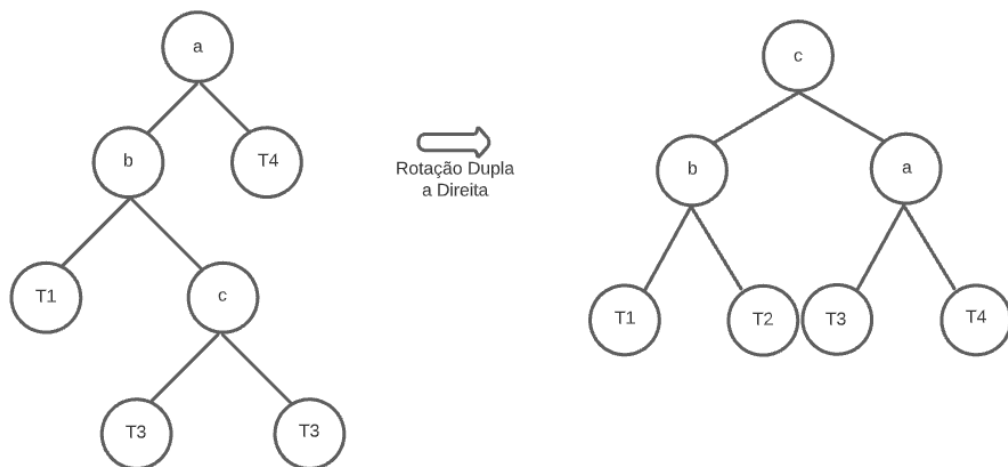 a
b
T4
T1
c
T3
T3
Rotação Dupla
a Direita
c
b
a
T1
T2
T3
T4